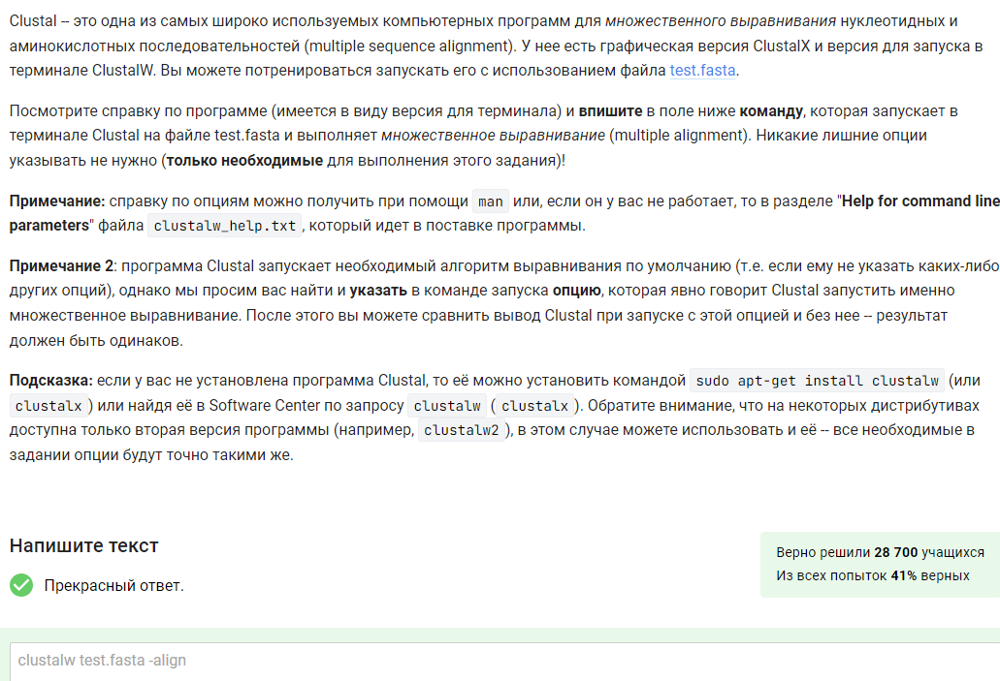 Clustal -- это одна из самых широко используемых компьютерных программ для множественного выравнивания нуклеотидных и
аминокислотных последовательностей (multiple sequence alignment). У нее есть графическая версия ClustalX и версия для запуска в
терминале ClustalW. Вы можете потренироваться запускать его с использованием файла test.fasta.
Посмотрите справку по программе (имеется в виду версия для терминала) и впишите в поле ниже команду, которая запускает в
терминале Clustal на файле test.fasta и выполняет множественное выравнивание (multiple alignment). Никакие лишние опции
указывать не нужно (только необходимые для выполнения этого задания)!
Примечание: справку по опциям можно получить при помощи man или, если он у вас не работает, то в разделе "Help for command line
parameters" файла clustalw_help.txt, который идет в поставке программы.
Примечание 2: программа Clustal запускает необходимый алгоритм выравнивания по умолчанию (т.е. если ему не указать каких-либо
других опций), однако мы просим вас найти и указать в команде запуска опцию, которая явно говорит Clustal запустить именно
множественное выравнивание. После этого вы можете сравнить вывод Clustal при запуске с этой опцией и без нее -- результат
должен быть одинаков.
Подсказка: если у вас не установлена программа Clustal, то её можно установить командой sudo apt-get install clustalw (или
clustalx) или найдя её в Software Center по запросу clustalw (clustalx). Обратите внимание, что на некоторых дистрибутивах
доступна только вторая версия программы (например, clustalw2), в этом случае можете использовать и её -- все необходимые в
задании опции будут точно такими же.
Напишите текст
Прекрасный ответ.
Верно решили 28 700 учащихся
Из всех попыток 41% верных
clustalw test.fasta -align